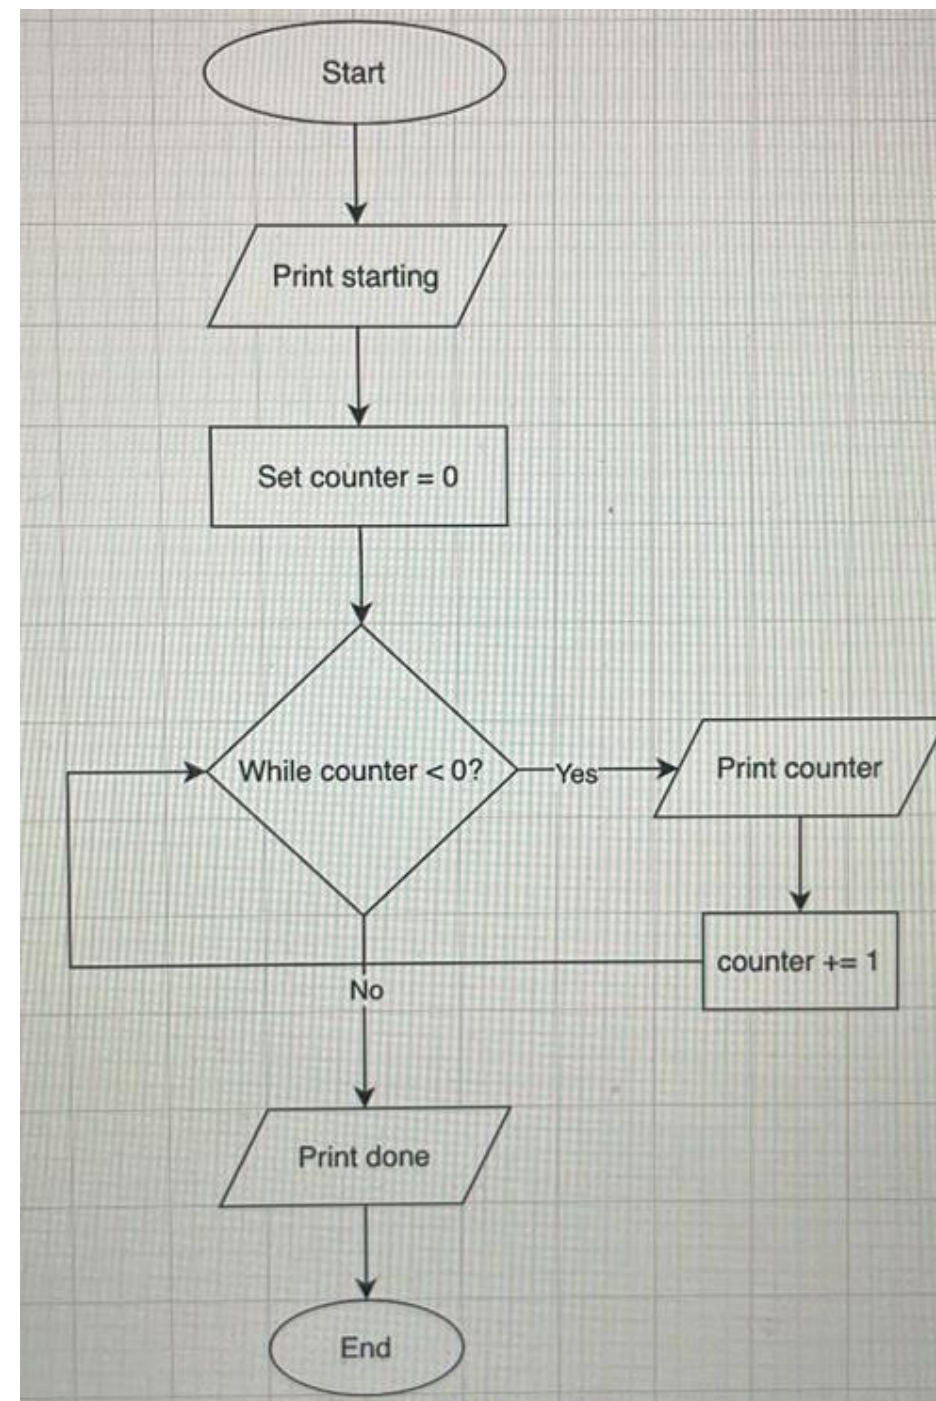 Start
Print starting
Set counter = 0
While counter < 0?
Yes
Print counter
counter += 1
No
Print done
End